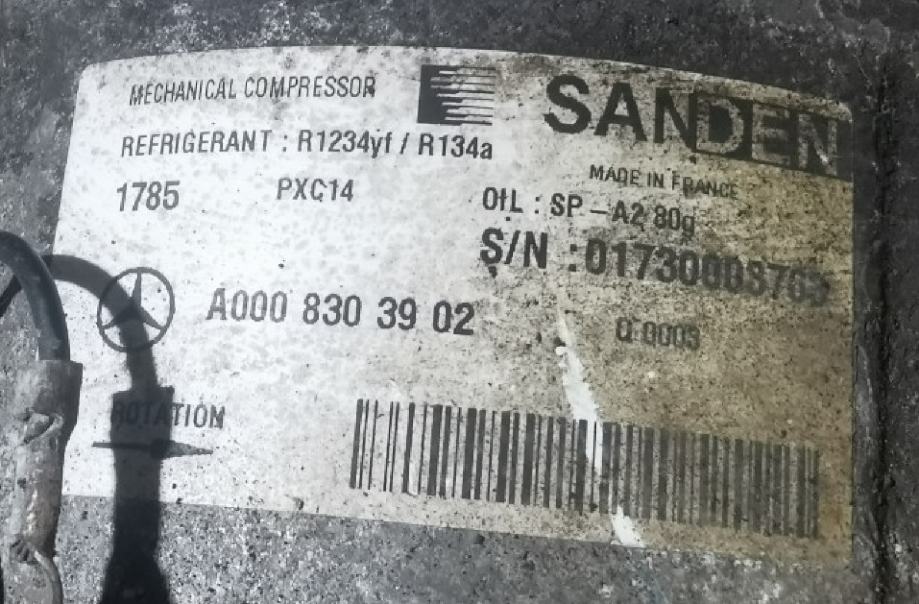 MECHANICAL COMPRESSOR
SANDEN
REFRIGERANT : R1234yf / R134a
MADE IN FRANCE
1785 PXC14
OIL : SP-A2 80g
S/N :
A000 830 39 02
Q 0003
ROTATION